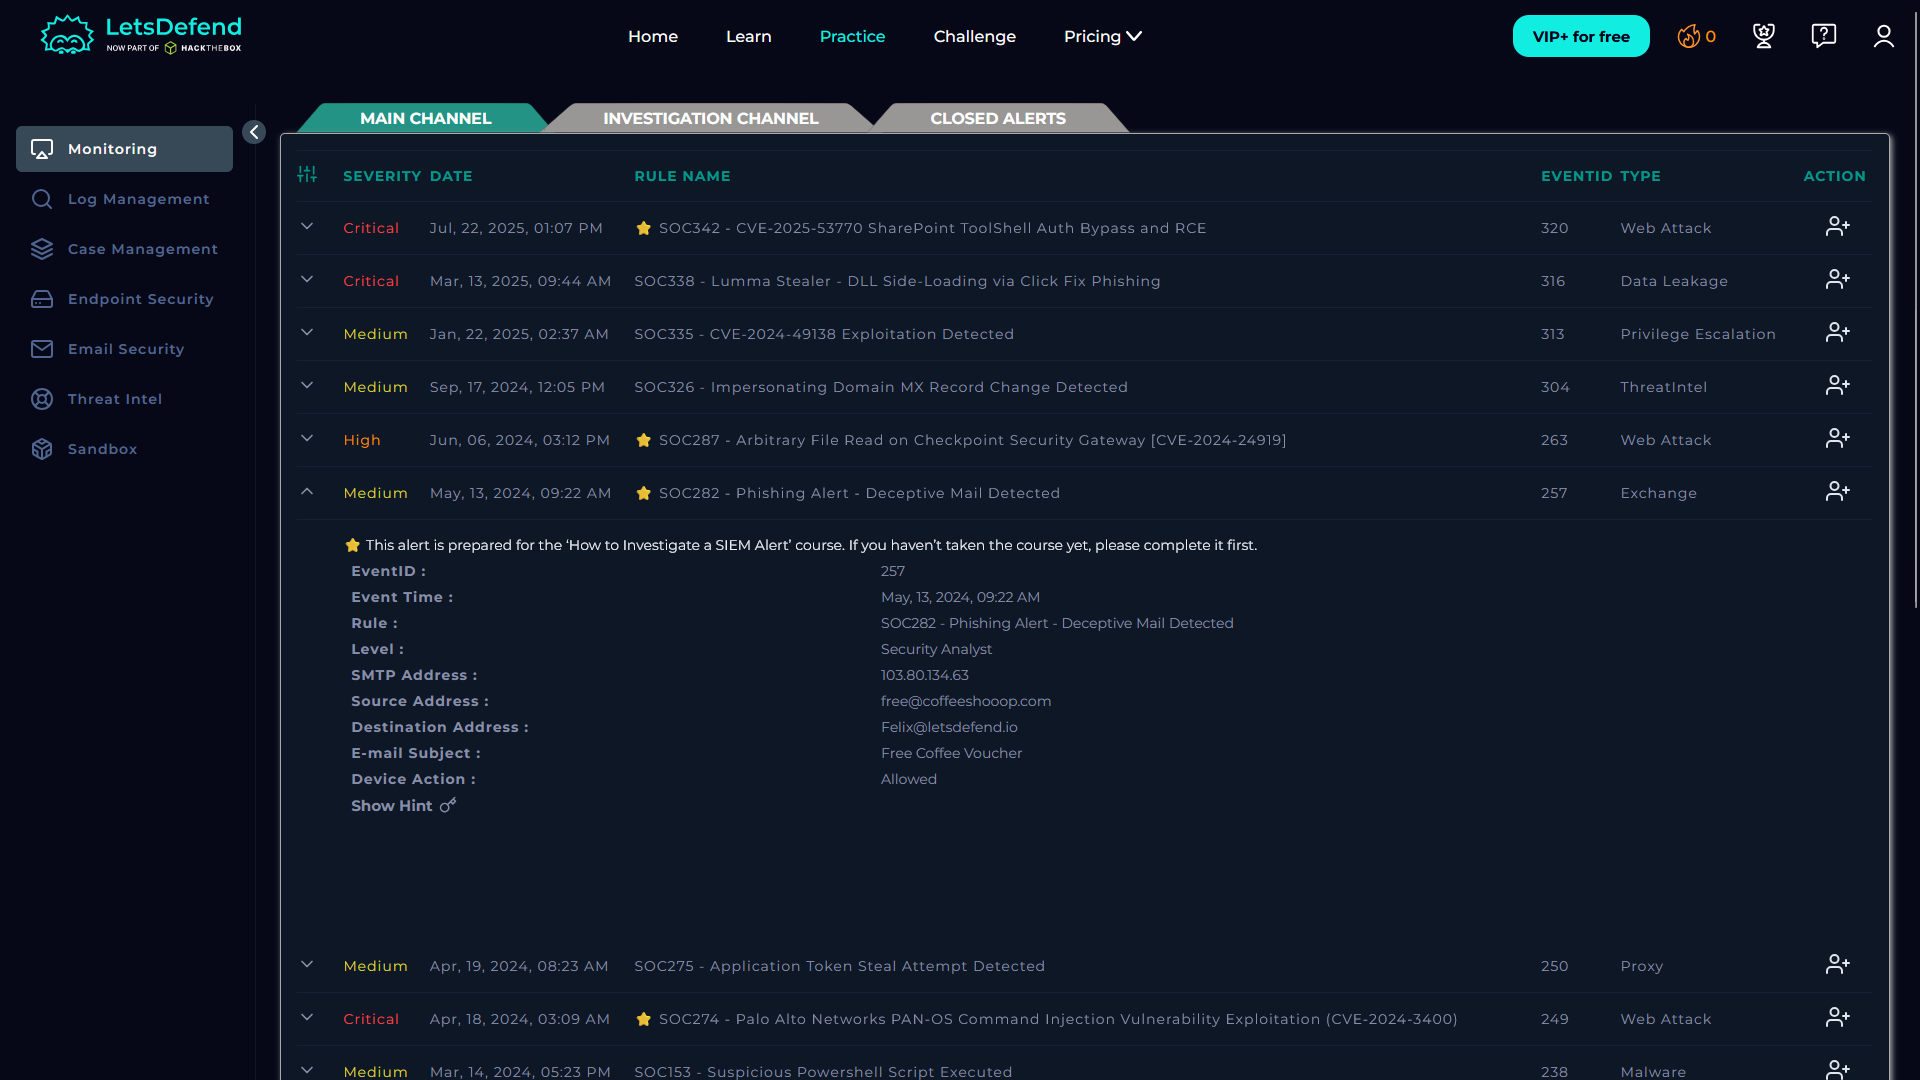 LetsDefend
NOW PART OF HACKTHEBOX
Home Learn Practice Challenge Pricing
VIP+ for free
0
Monitoring
Log Management
Case Management
Endpoint Security
Email Security
Threat Intel
Sandbox
MAIN CHANNEL INVESTIGATION CHANNEL CLOSED ALERTS
SEVERITY DATE RULE NAME EVENTID TYPE ACTION
Critical Jul, 22, 2025, 01:07 PM SOC342 - CVE-2025-53770 SharePoint ToolShell Auth Bypass and RCE 320 Web Attack
Critical Mar, 13, 2025, 09:44 AM SOC338 - Lumma Stealer - DLL Side-Loading via Click Fix Phishing 316 Data Leakage
Medium Jan, 22, 2025, 02:37 AM SOC335 - CVE-2024-49138 Exploitation Detected 313 Privilege Escalation
Medium Sep, 17, 2024, 12:05 PM SOC326 - Impersonating Domain MX Record Change Detected 304 ThreatIntel
High Jun, 06, 2024, 03:12 PM SOC287 - Arbitrary File Read on Checkpoint Security Gateway [CVE-2024-24919] 263 Web Attack
Medium May, 13, 2024, 09:22 AM SOC282 - Phishing Alert - Deceptive Mail Detected 257 Exchange
This alert is prepared for the ‘How to Investigate a SIEM Alert’ course. If you haven’t taken the course yet, please complete it first.
EventID : 257
Event Time : May, 13, 2024, 09:22 AM
Rule : SOC282 - Phishing Alert - Deceptive Mail Detected
Level : Security Analyst
SMTP Address : 103.80.134.63
Source Address : free@coffeeshooop.com
Destination Address : Felix@letsdefend.io
E-mail Subject : Free Coffee Voucher
Device Action : Allowed
Show Hint
Medium Apr, 19, 2024, 08:23 AM SOC275 - Application Token Steal Attempt Detected 250 Proxy
Critical Apr, 18, 2024, 03:09 AM SOC274 - Palo Alto Networks PAN-OS Command Injection Vulnerability Exploitation (CVE-2024-3400) 249 Web Attack
Medium Mar, 14, 2024, 05:23 PM SOC153 - Suspicious Powershell Script Executed 238 Malware